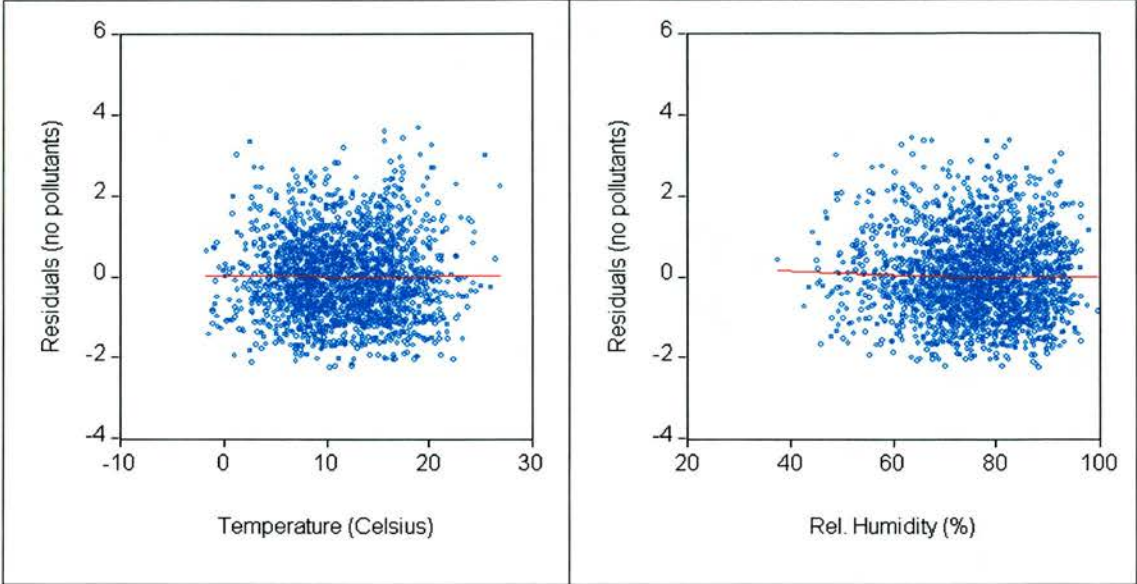 6
4
2
0
-2
-4
Residuals (no pollutants)
-10 0 10 20 30
Temperature (Celsius)
6
4
2
0
-2
-4
Residuals (no pollutants)
20 40 60 80 100
Rel. Humidity (%)